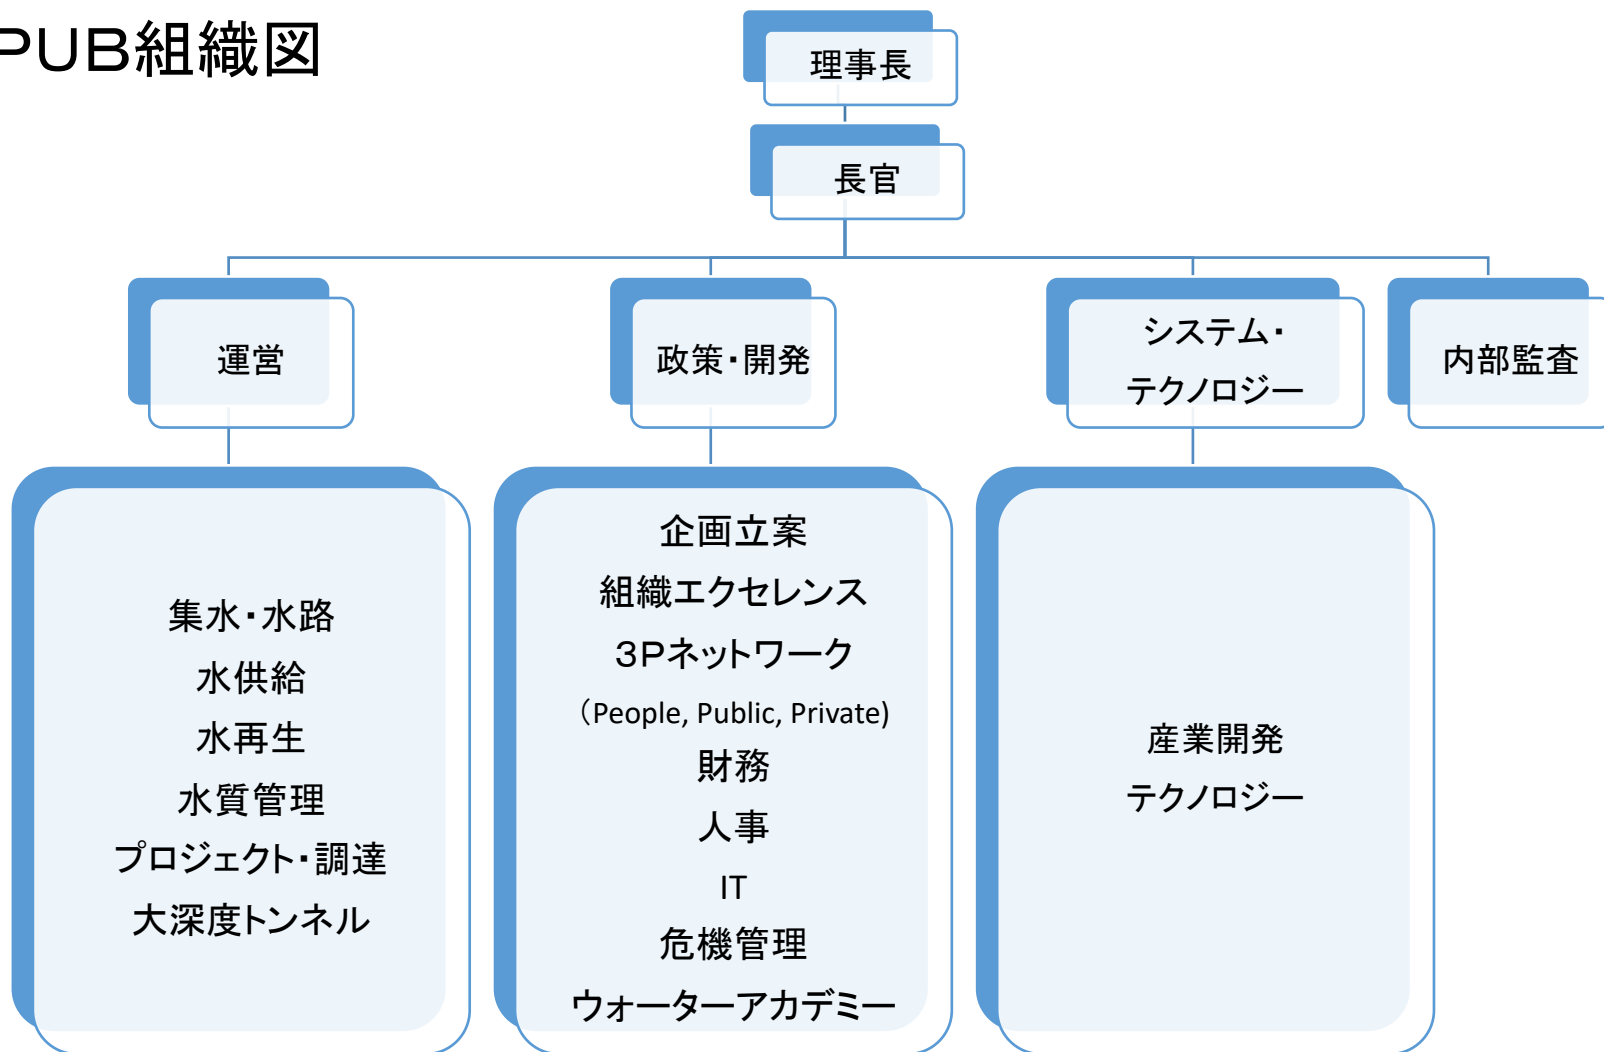 PUB組織図
理事長
長官
運営
政策・開発
システム・
テクノロジー
内部監査
集水・水路
水供給
水再生
水質管理
プロジェクト・調達
大深度トンネル
企画立案
組織エクセレンス
3Pネットワーク
（People, Public, Private)
財務
人事
IT
危機管理
ウォーターアカデミー
産業開発
テクノロジー